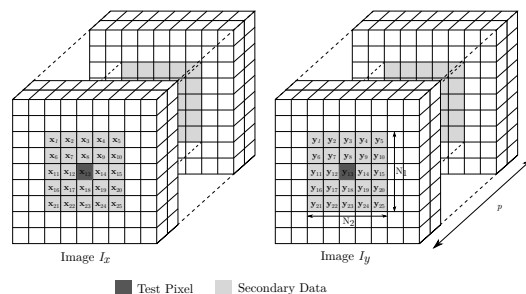 x1 x2 x3 x4 x5 y1 y2 y3 y4 y5
x6 x7 x8 x9 x10 y6 y7 y8 y9 y10
x11 x12 x13 x14 x15 y11 y12 y13 y14 y15 N1
x16 x17 x18 x19 x20 y16 y17 y18 y19 y20
x21 x22 x23 x24 x25 y21 y22 y23 y24 y25
N2
p
Image Ix Image Iy
Test Pixel Secondary Data